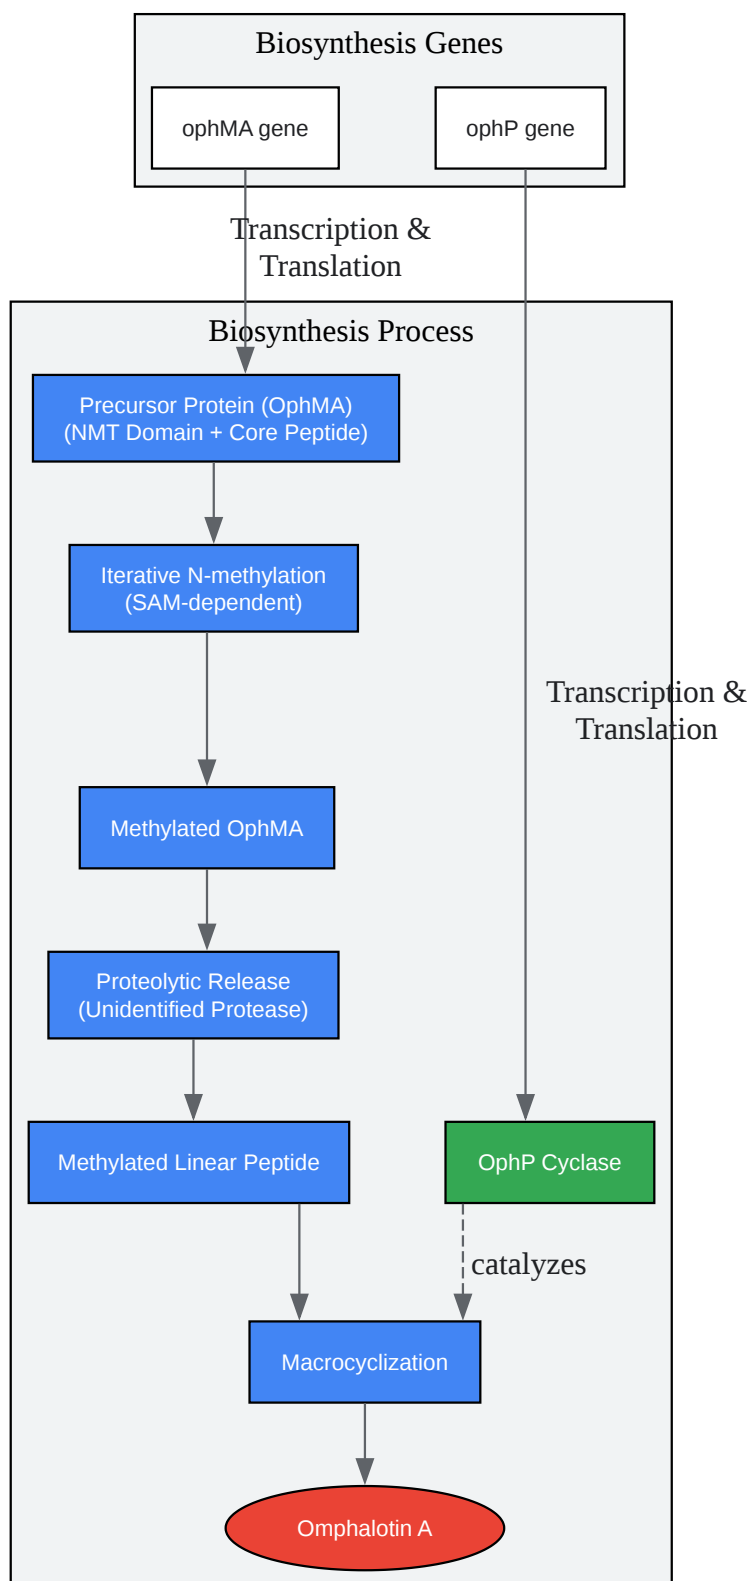 Biosynthesis Genes
ophMA gene
ophP gene
Transcription &
Translation
Biosynthesis Process
Precursor Protein (OphMA)
(NMT Domain + Core Peptide)
Iterative N-methylation
(SAM-dependent)
Transcription &
Translation
Methylated OphMA
Proteolytic Release
(Unidentified Protease)
Methylated Linear Peptide
OphP Cyclase
catalyzes
Macrocyclization
Omphalotin A